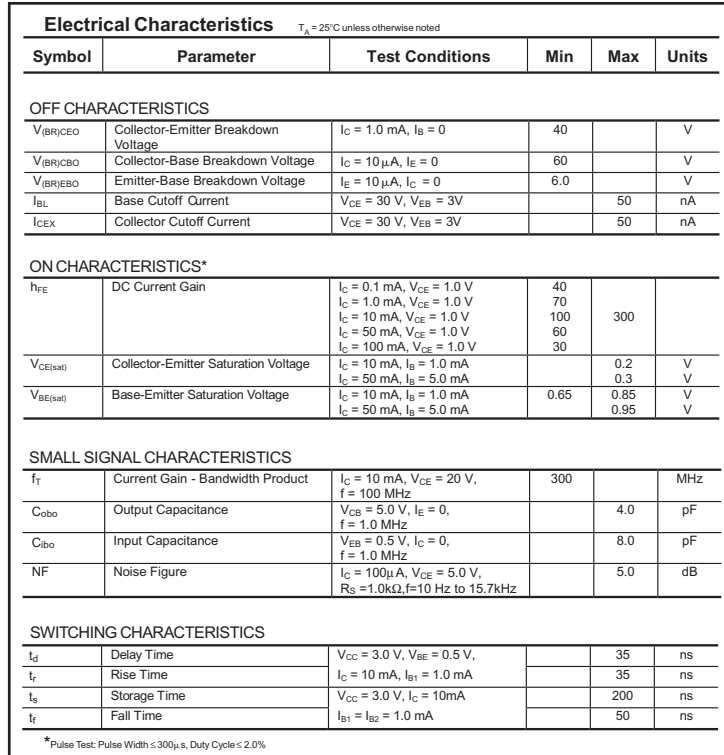 Electrical Characteristics T_A = 25°C unless otherwise noted
Symbol Parameter Test Conditions Min Max Units
OFF CHARACTERISTICS
V(BR)CEO Collector-Emitter Breakdown Voltage I_C = 1.0 mA, I_B = 0 40 V
V(BR)CBO Collector-Base Breakdown Voltage I_C = 10 µA, I_E = 0 60 V
V(BR)EBO Emitter-Base Breakdown Voltage I_E = 10 µA, I_C = 0 6.0 V
I_BL Base Cutoff Current V_CE = 30 V, V_EB = 3V 50 nA
I_CEX Collector Cutoff Current V_CE = 30 V, V_EB = 3V 50 nA
ON CHARACTERISTICS*
h_FE DC Current Gain I_C = 0.1 mA, V_CE = 1.0 V 40
I_C = 1.0 mA, V_CE = 1.0 V 70
I_C = 10 mA, V_CE = 1.0 V 100 300
I_C = 50 mA, V_CE = 1.0 V 60
I_C = 100 mA, V_CE = 1.0 V 30
V_CE(sat) Collector-Emitter Saturation Voltage I_C = 10 mA, I_B = 1.0 mA 0.2 V
I_C = 50 mA, I_B = 5.0 mA 0.3 V
V_BE(sat) Base-Emitter Saturation Voltage I_C = 10 mA, I_B = 1.0 mA 0.65 0.85 V
I_C = 50 mA, I_B = 5.0 mA 0.95 V
SMALL SIGNAL CHARACTERISTICS
f_T Current Gain - Bandwidth Product I_C = 10 mA, V_CE = 20 V, 300 MHz
f = 100 MHz
C_obo Output Capacitance V_CB = 5.0 V, I_E = 0, 4.0 pF
f = 1.0 MHz
C_ibo Input Capacitance V_EB = 0.5 V, I_C = 0, 8.0 pF
f = 1.0 MHz
NF Noise Figure I_C = 100µA, V_CE = 5.0 V, 5.0 dB
R_S =1.0kΩ,f=10 Hz to 15.7kHz
SWITCHING CHARACTERISTICS
t_d Delay Time V_CC = 3.0 V, V_BE = 0.5 V, 35 ns
t_r Rise Time I_C = 10 mA, I_B1 = 1.0 mA 35 ns
t_s Storage Time V_CC = 3.0 V, I_C = 10mA 200 ns
t_f Fall Time I_B1 = I_B2 = 1.0 mA 50 ns
*Pulse Test: Pulse Width ≤ 300µs, Duty Cycle ≤ 2.0%